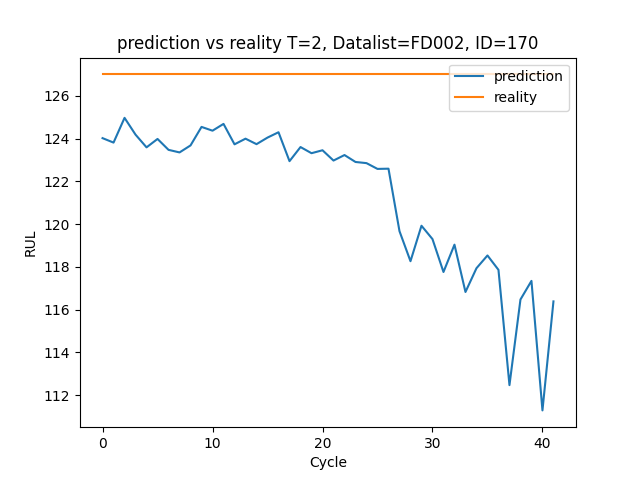 prediction vs reality T=2, Datalist=FD002, ID=170
prediction
reality
126
124
122
120
118
116
114
112
RUL
0 10 20 30 40
Cycle